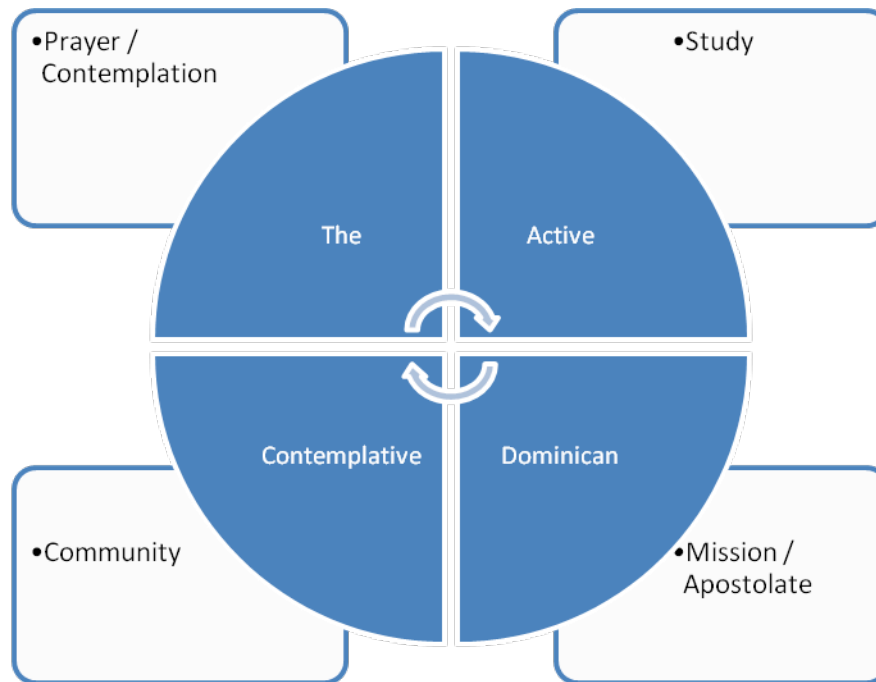 •Prayer /
Contemplation
•Study
The
Active
Contemplative
Dominican
•Community
•Mission /
Apostolate